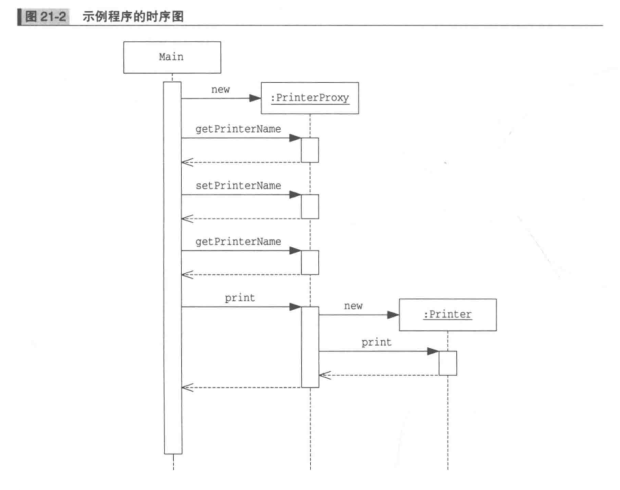 图 21-2 示例程序的时序图
Main
new
:PrinterProxy
getPrinterName
setPrinterName
getPrinterName
print
new
:Printer
print